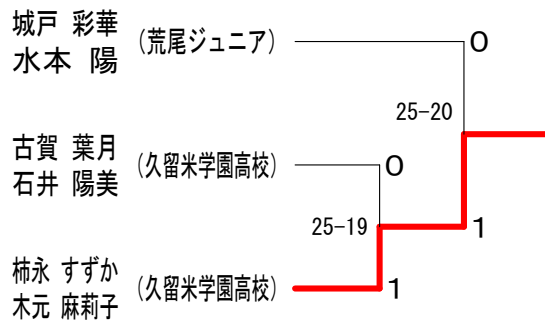 城戸 彩華
水本 陽
(荒尾ジュニア)
0
25-20
古賀 葉月
石井 陽美
(久留米学園高校)
0
25-19
1
柿永 すずか
木元 麻莉子
(久留米学園高校)
1